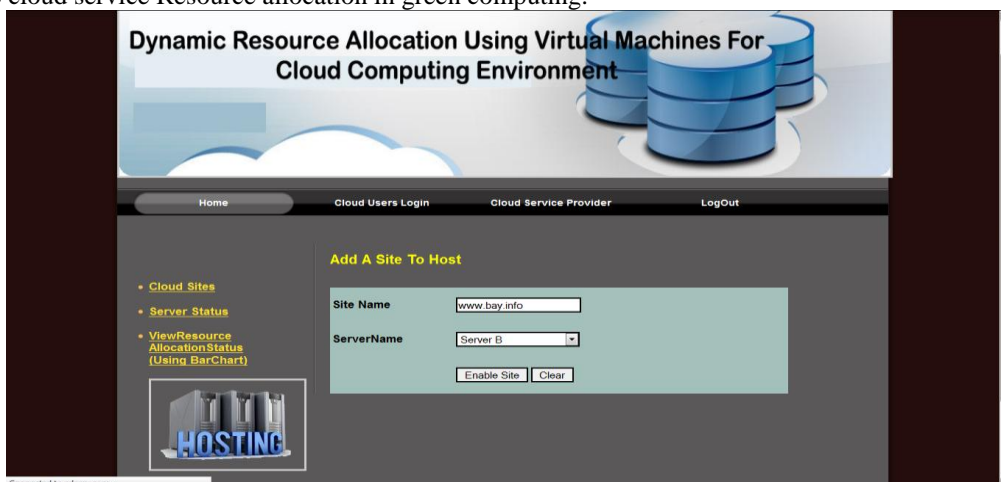 cloud service Resource allocation in green computing.
Dynamic Resource Allocation Using Virtual Machines For
Cloud Computing Environment
Home
Cloud Users Login
Cloud Service Provider
LogOut
Add A Site To Host
Cloud Sites
Server Status
ViewResource
AllocationStatus
(Using BarChart)
Site Name
www.bay.info
ServerName
Server B
Enable Site
Clear
HOSTING